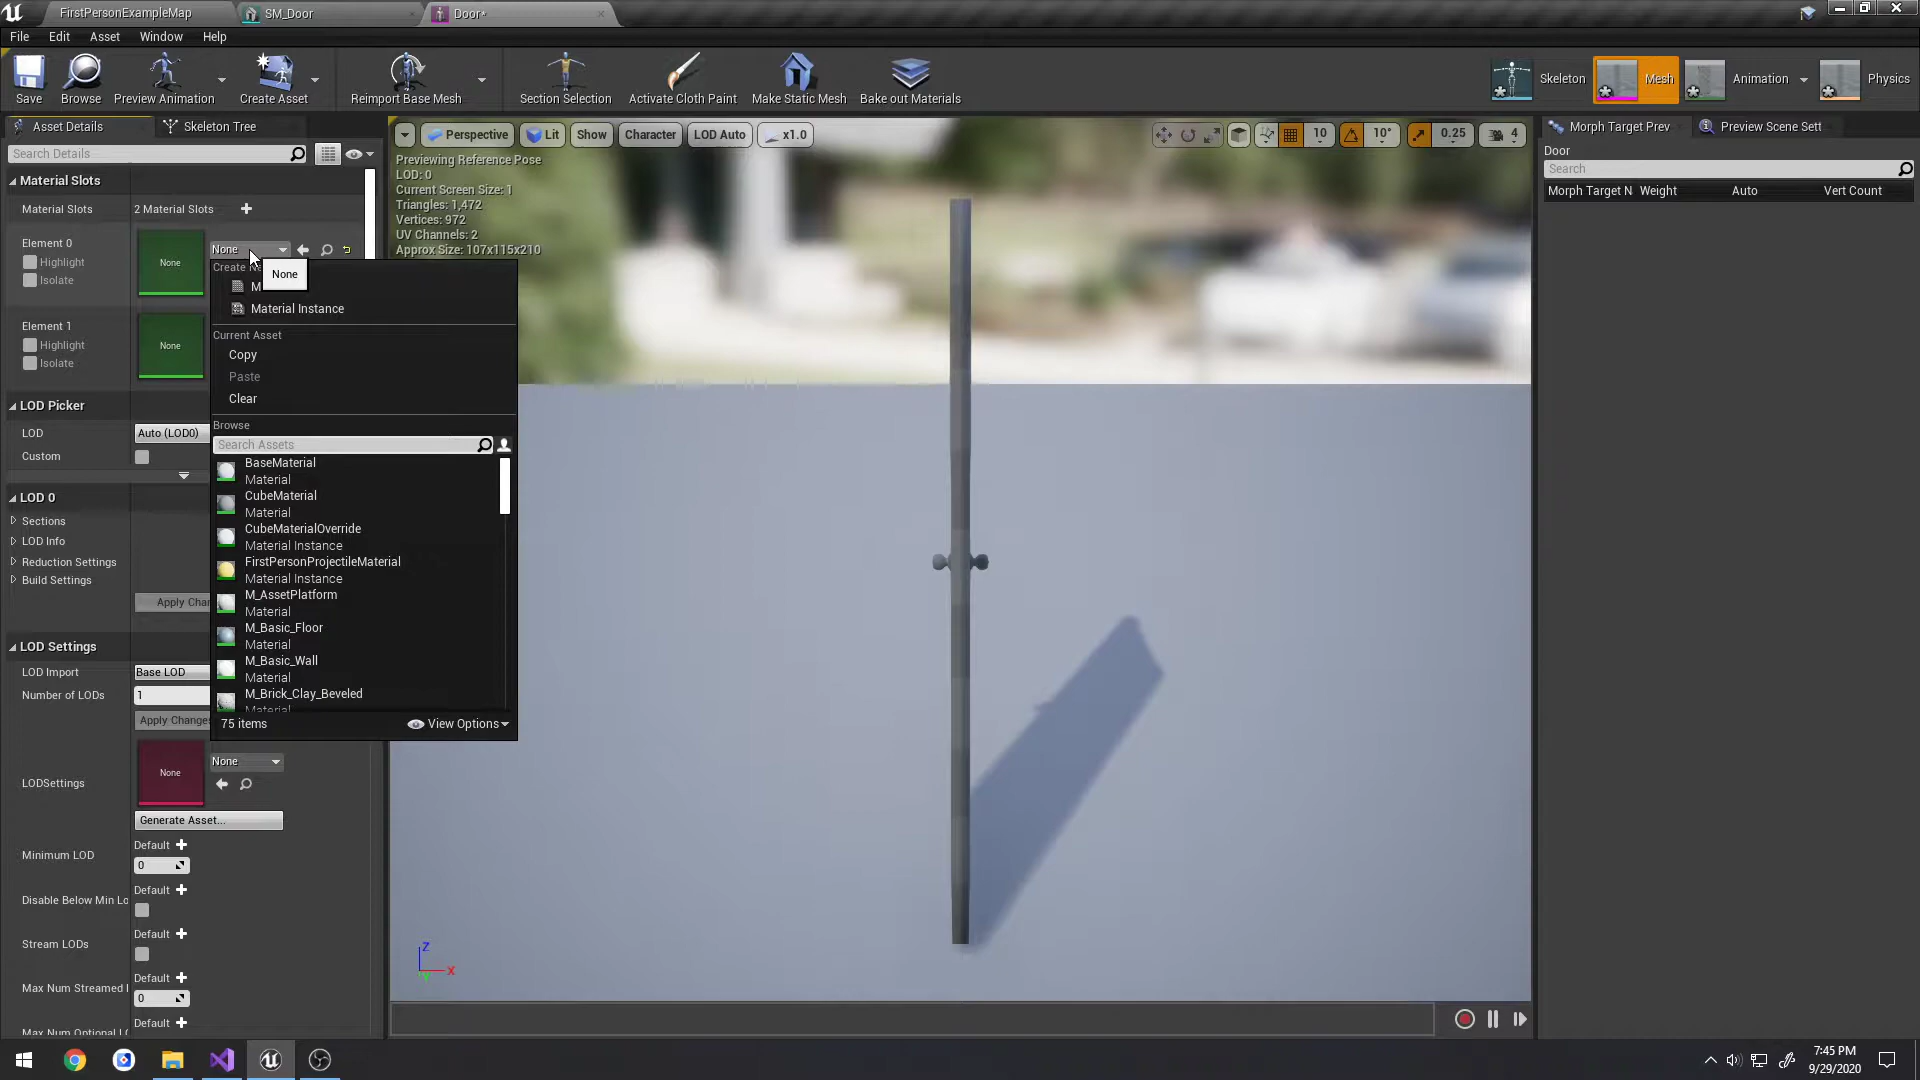 FirstPersonExampleMap
SM_Door
Door*
File Edit Asset Window Help
Save Browse Preview Animation Create Asset Reimport Base Mesh Section Selection Activate Cloth Paint Make Static Mesh Bake out Materials Skeleton Mesh Animation Physics
Asset Details
Skeleton Tree
Search Details
Material Slots
Material Slots 2 Material Slots
Element 0
Highlight
Isolate
None
None
Element 1
Highlight
Isolate
None
LOD Picker
LOD Auto (LOD0)
Custom
LOD 0
Sections
LOD Info
Reduction Settings
Build Settings
Apply Char
LOD Settings
LOD Import Base LOD
Number of LODs 1
Apply Changes
LODSettings
None
None
Generate Asset...
Minimum LOD
Default
0
Disable Below Min Lo
Default
Stream LODs
Default
Max Num Streamed
Default
0
Max Num Optional
Default
Create Ne
None
M
Material Instance
Current Asset
Copy
Paste
Clear
Browse
Search Assets
BaseMaterial
Material
CubeMaterial
Material
CubeMaterialOverride
Material Instance
FirstPersonProjectileMaterial
Material Instance
M_AssetPlatform
Material
M_Basic_Floor
Material
M_Basic_Wall
Material
M_Brick_Clay_Beveled
Material
75 items
View Options
Perspective Lit Show Character LOD Auto x1.0
10 10° 0.25 4
Previewing Reference Pose
LOD: 0
Current Screen Size: 1
Triangles: 1,472
Vertices: 972
UV Channels: 2
Approx Size: 107x115x210
Z
X
Y
Morph Target Prev
Preview Scene Sett
Door
Search
Morph Target N Weight Auto Vert Count
7:45 PM
9/29/2020